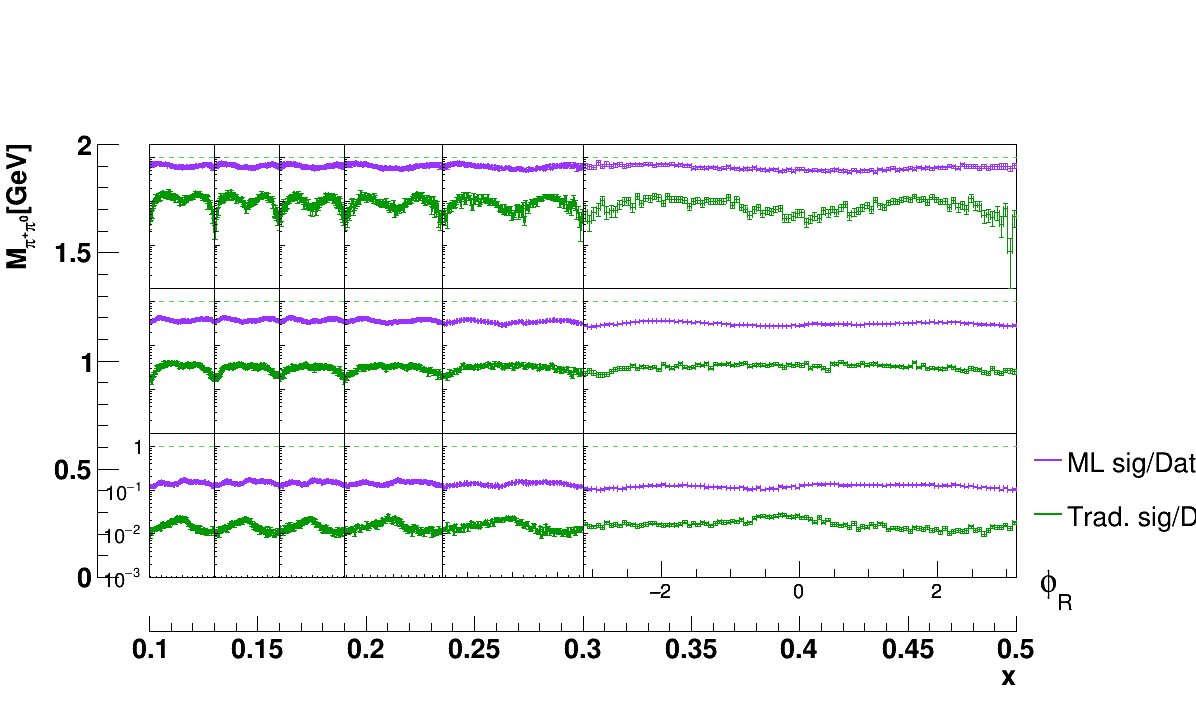 M_π⁺π⁰[GeV]
2
1.5
1
0.5
0
1
10⁻¹
10⁻²
10⁻³
ML sig/Dat
Trad. sig/D
−2 0 2
ϕ_R
0.1 0.15 0.2 0.25 0.3 0.35 0.4 0.45 0.5
x